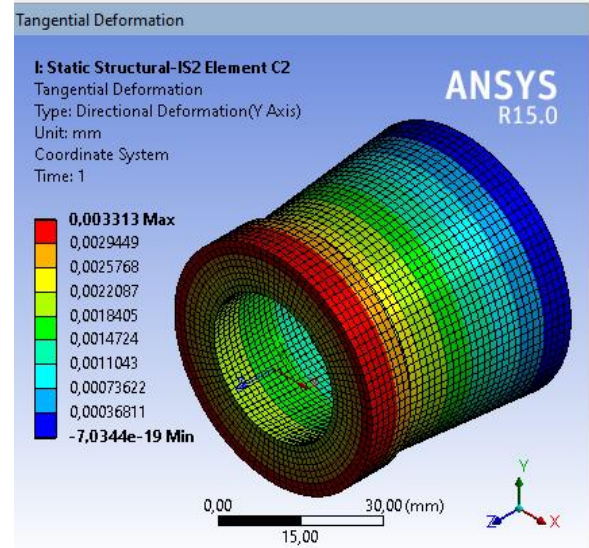 Tangential Deformation
I: Static Structural-IS2 Element C2
Tangential Deformation
Type: Directional Deformation(Y Axis)
Unit: mm
Coordinate System
Time: 1
ANSYS
R15.0
0,003313 Max
0,0029449
0,0025768
0,0022087
0,0018405
0,0014724
0,0011043
0,00073622
0,00036811
-7,0344e-19 Min
0,00
30,00 (mm)
15,00
Y
Z
X